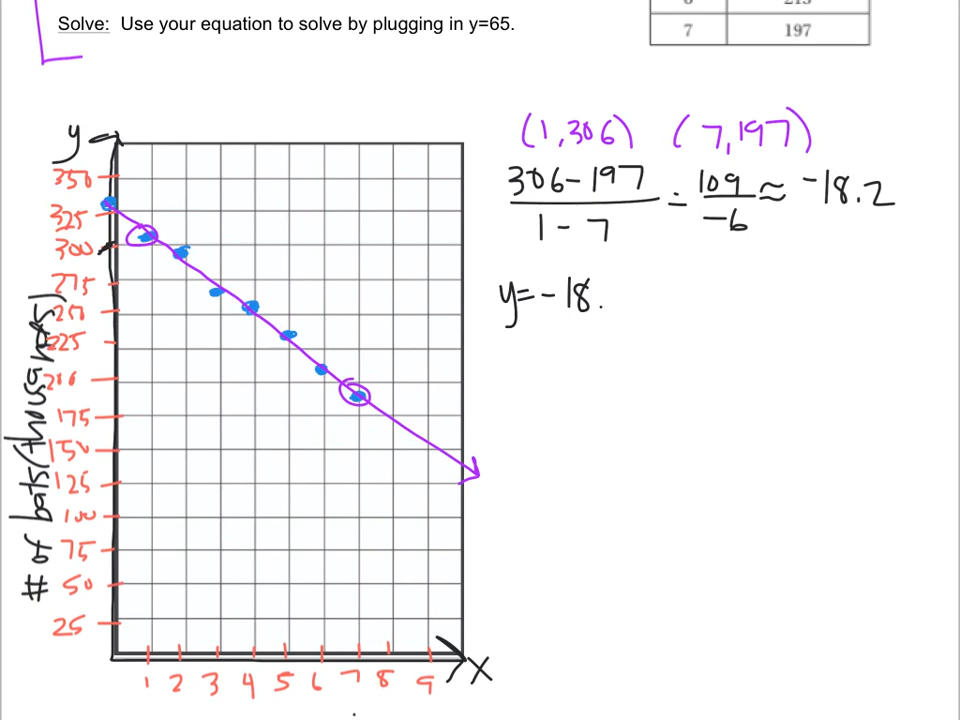 Solve: Use your equation to solve by plugging in y=65.
7 197
(1,306) (7,197)
306-197 / 1-7 = 109 / -6 ≈ -18.2
y=-18.
y
350
325
300
275
250
225
200
175
150
125
100
75
50
25
# of bats (thousands)
1 2 3 4 5 6 7 8 9 X